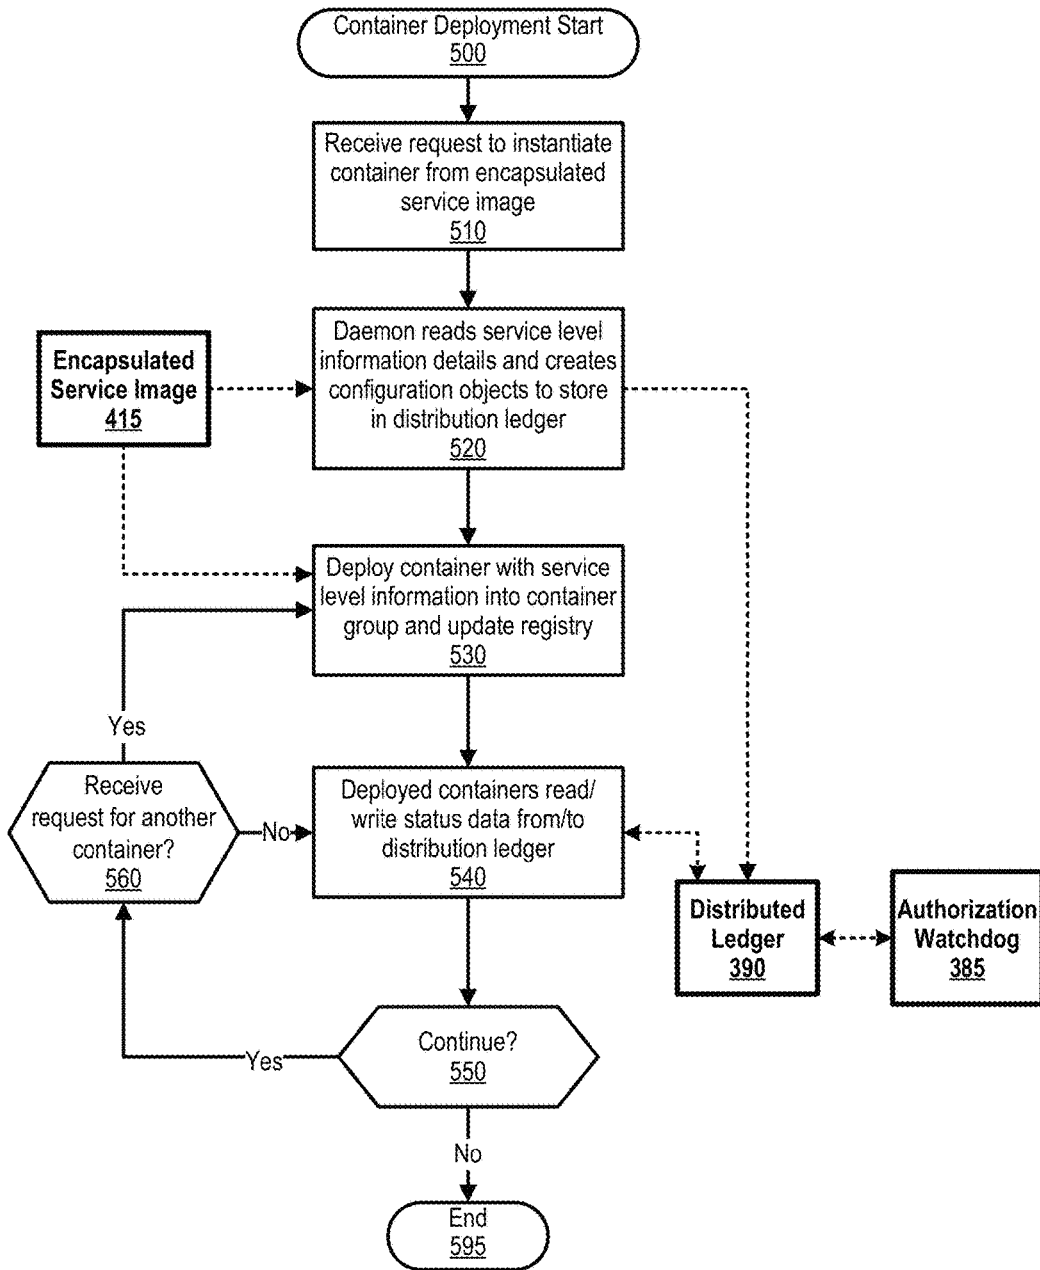 Container Deployment Start
500
Receive request to instantiate
container from encapsulated
service image
510
Encapsulated
Service Image
415
Daemon reads service level
information details and creates
configuration objects to store
in distribution ledger
520
Deploy container with service
level information into container
group and update registry
530
Yes
Receive
request for another
container?
560
No
Deployed containers read/
write status data from/to
distribution ledger
540
Distributed
Ledger
390
Authorization
Watchdog
385
Continue?
550
Yes
No
End
595